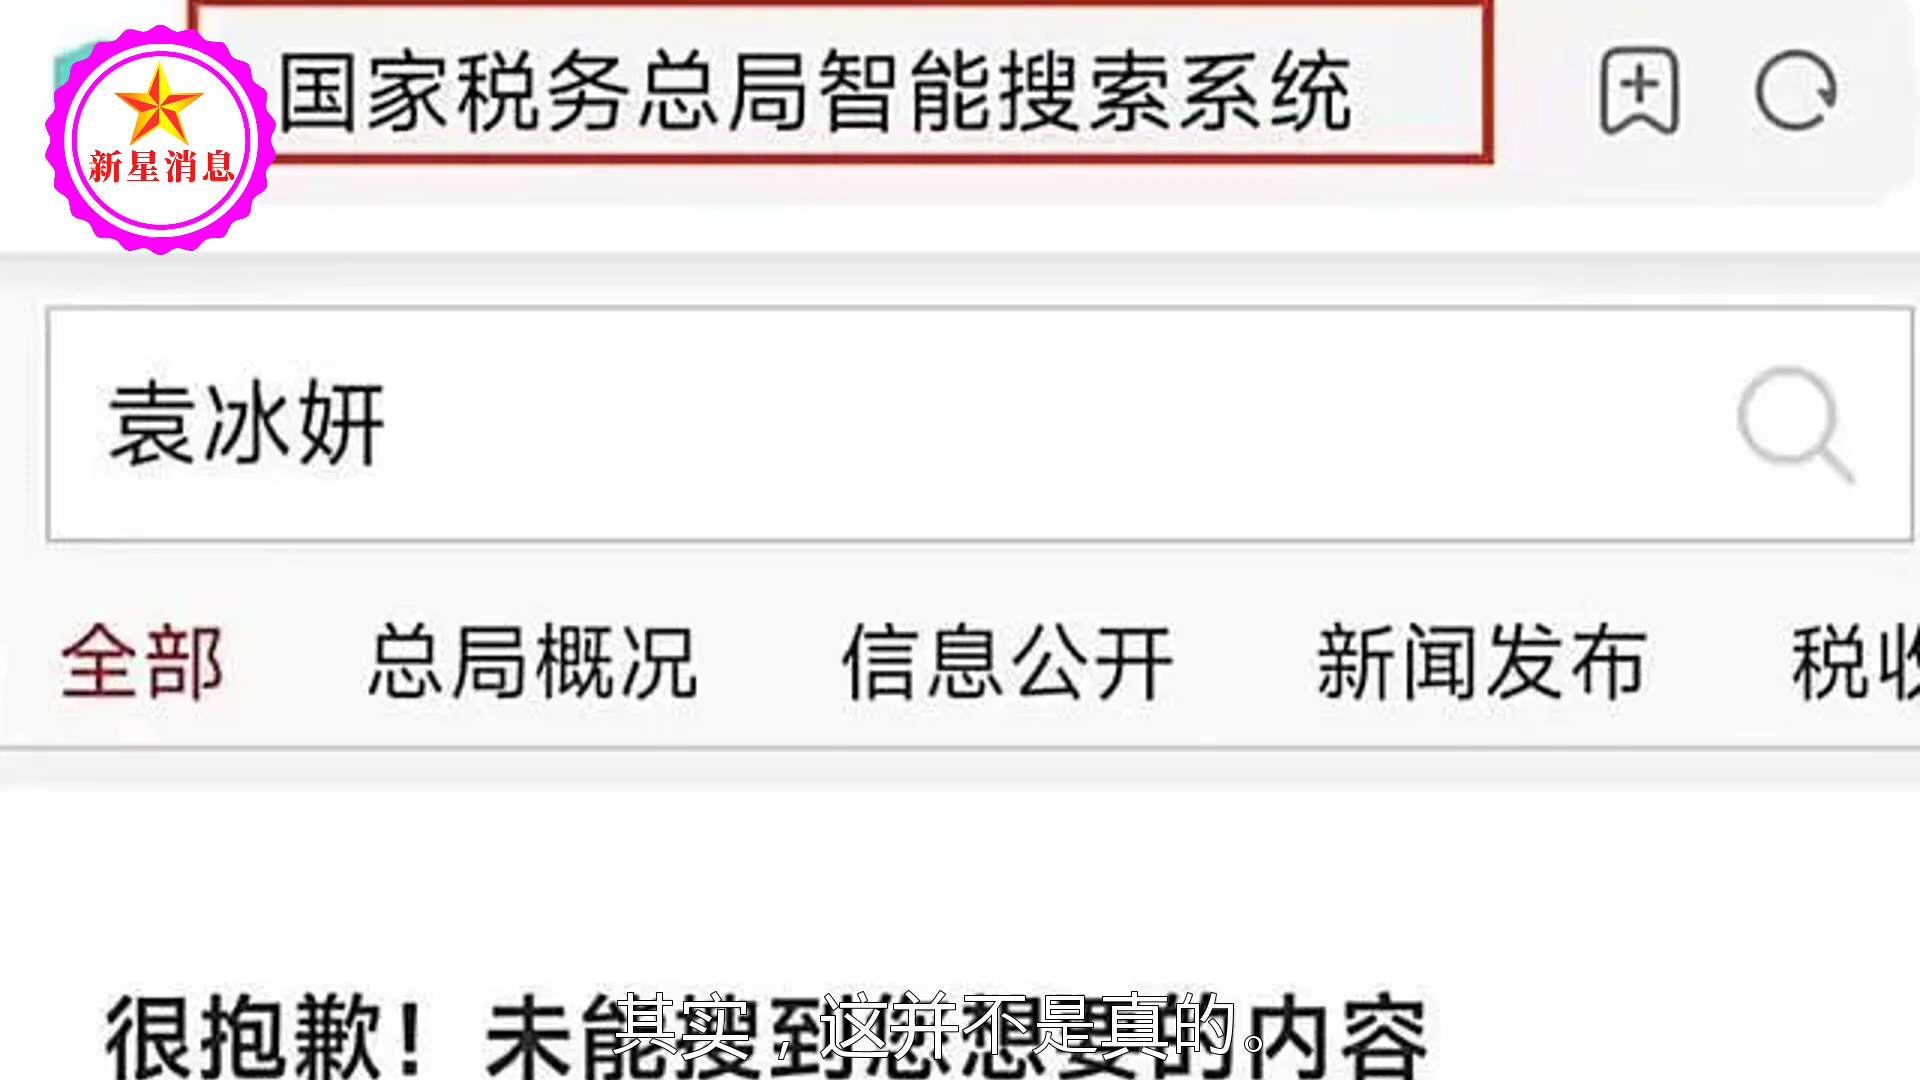 国家税务总局智能搜索系统
新星消息
袁冰妍
全部 总局概况 信息公开 新闻发布 税收
很抱歉！未能搜到您想要的内容
其实，这并不是真的。